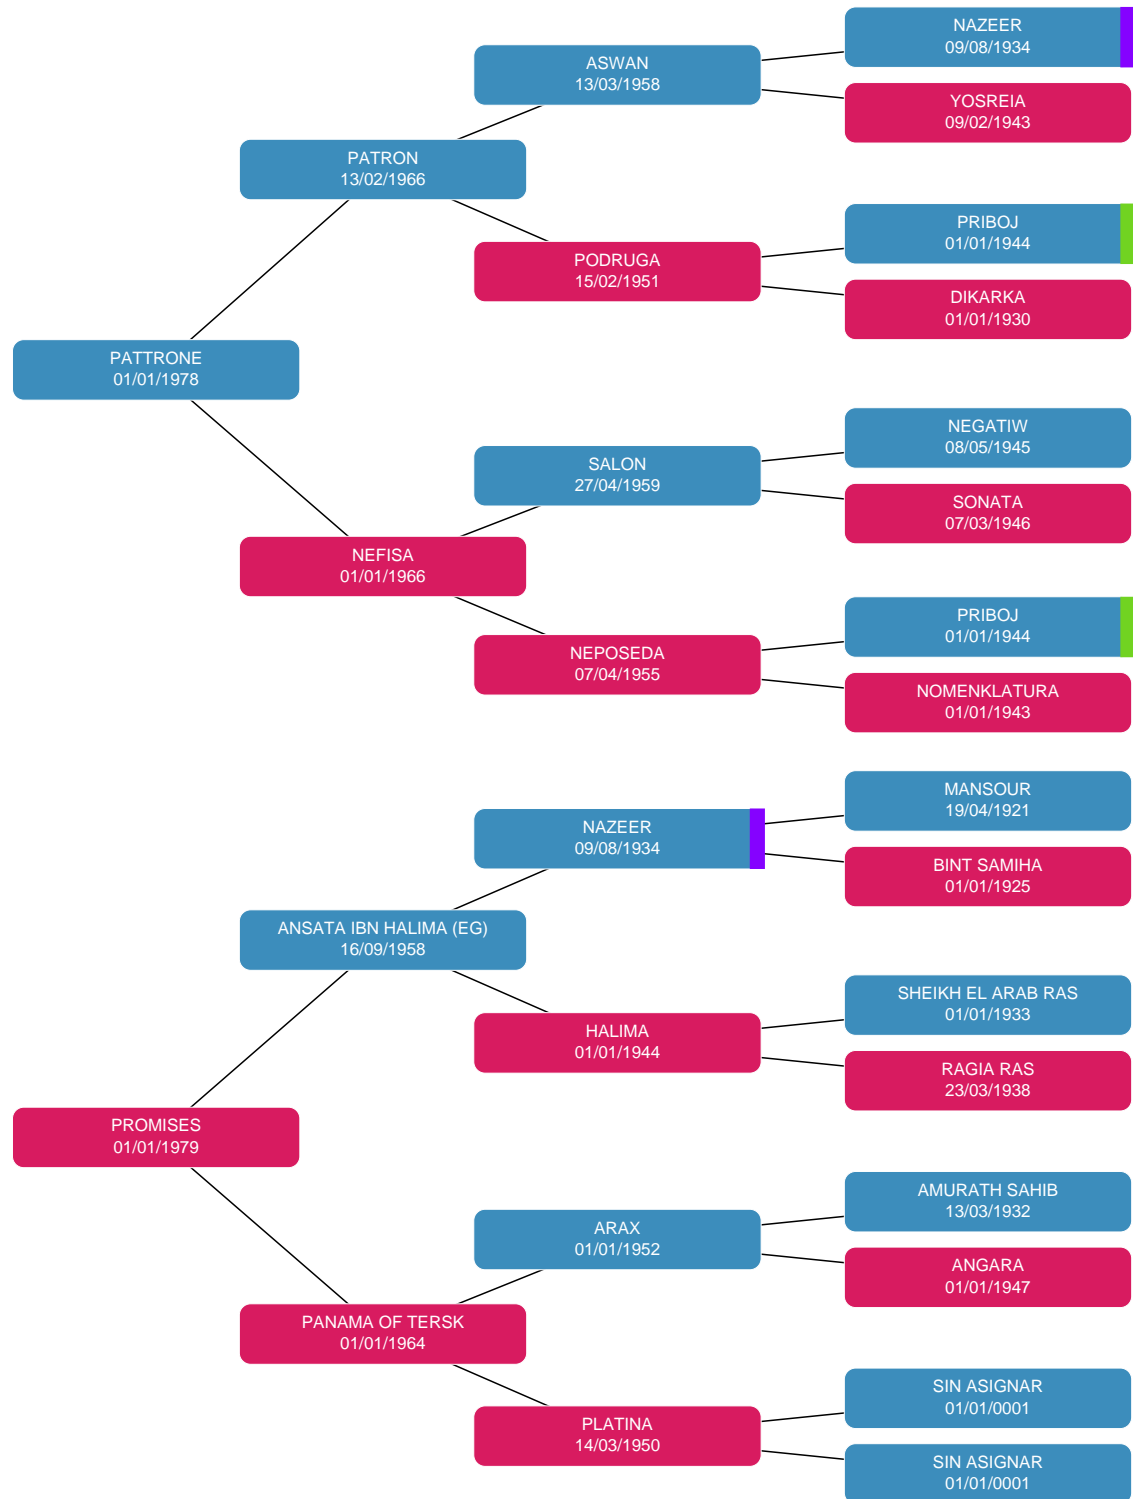 NAZEER
09/08/1934
ASWAN
13/03/1958
YOSREIA
09/02/1943
PATRON
13/02/1966
PRIBOJ
01/01/1944
PODRUGA
15/02/1951
DIKARKA
01/01/1930
PATTRONE
01/01/1978
NEGATIW
08/05/1945
SALON
27/04/1959
SONATA
07/03/1946
NEFISA
01/01/1966
PRIBOJ
01/01/1944
NEPOSEDA
07/04/1955
NOMENKLATURA
01/01/1943
MANSOUR
19/04/1921
NAZEER
09/08/1934
BINT SAMIHA
01/01/1925
ANSATA IBN HALIMA (EG)
16/09/1958
SHEIKH EL ARAB RAS
01/01/1933
HALIMA
01/01/1944
RAGIA RAS
23/03/1938
PROMISES
01/01/1979
AMURATH SAHIB
13/03/1932
ARAX
01/01/1952
ANGARA
01/01/1947
PANAMA OF TERSK
01/01/1964
SIN ASIGNAR
01/01/0001
PLATINA
14/03/1950
SIN ASIGNAR
01/01/0001